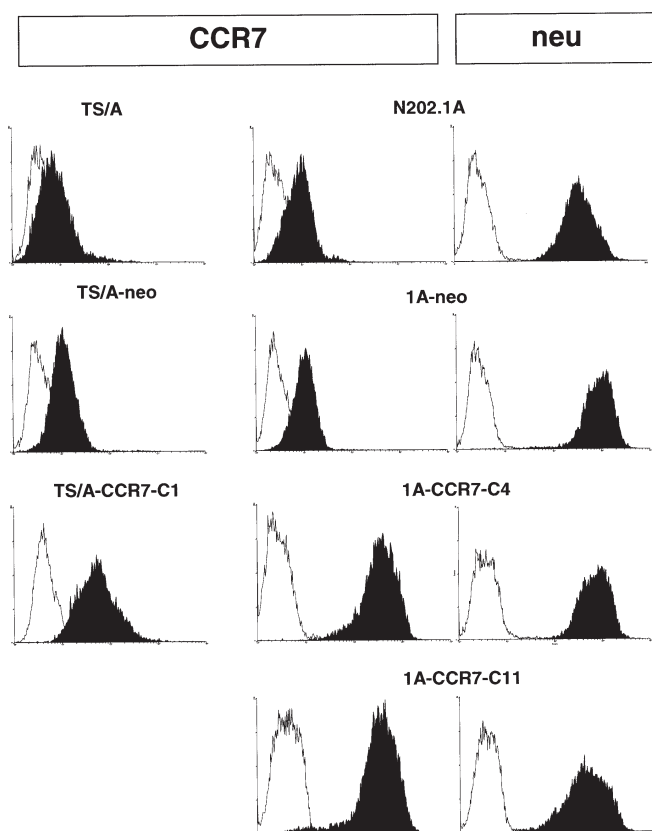 CCR7
neu
TS/A
N202.1A
TS/A-neo
1A-neo
TS/A-CCR7-C1
1A-CCR7-C4
1A-CCR7-C11